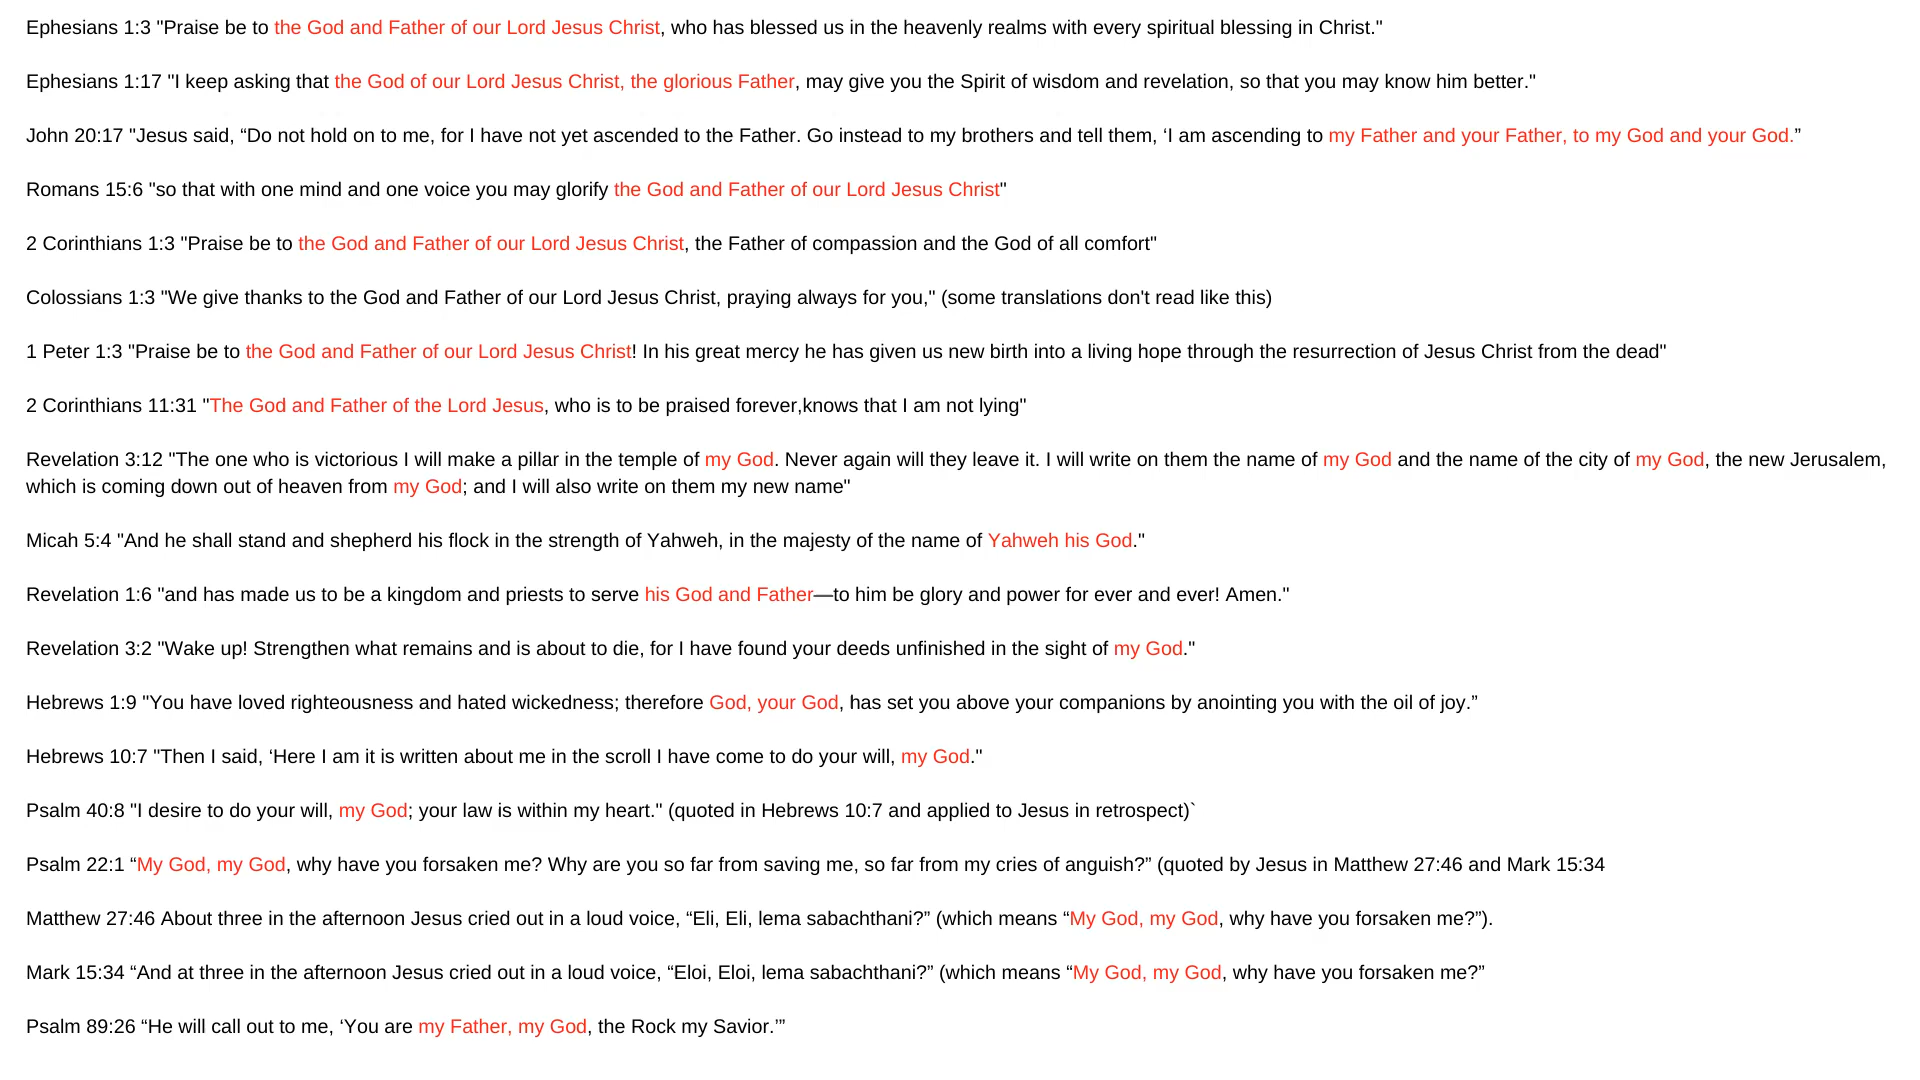 Ephesians 1:3 "Praise be to the God and Father of our Lord Jesus Christ, who has blessed us in the heavenly realms with every spiritual blessing in Christ."
Ephesians 1:17 "I keep asking that the God of our Lord Jesus Christ, the glorious Father, may give you the Spirit of wisdom and revelation, so that you may know him better."
John 20:17 "Jesus said, “Do not hold on to me, for I have not yet ascended to the Father. Go instead to my brothers and tell them, ‘I am ascending to my Father and your Father, to my God and your God.”
Romans 15:6 "so that with one mind and one voice you may glorify the God and Father of our Lord Jesus Christ"
2 Corinthians 1:3 "Praise be to the God and Father of our Lord Jesus Christ, the Father of compassion and the God of all comfort"
Colossians 1:3 "We give thanks to the God and Father of our Lord Jesus Christ, praying always for you," (some translations don't read like this)
1 Peter 1:3 "Praise be to the God and Father of our Lord Jesus Christ! In his great mercy he has given us new birth into a living hope through the resurrection of Jesus Christ from the dead"
2 Corinthians 11:31 "The God and Father of the Lord Jesus, who is to be praised forever,knows that I am not lying"
Revelation 3:12 "The one who is victorious I will make a pillar in the temple of my God. Never again will they leave it. I will write on them the name of my God and the name of the city of my God, the new Jerusalem,
which is coming down out of heaven from my God; and I will also write on them my new name"
Micah 5:4 "And he shall stand and shepherd his flock in the strength of Yahweh, in the majesty of the name of Yahweh his God."
Revelation 1:6 "and has made us to be a kingdom and priests to serve his God and Father—to him be glory and power for ever and ever! Amen."
Revelation 3:2 "Wake up! Strengthen what remains and is about to die, for I have found your deeds unfinished in the sight of my God."
Hebrews 1:9 "You have loved righteousness and hated wickedness; therefore God, your God, has set you above your companions by anointing you with the oil of joy.”
Hebrews 10:7 "Then I said, ‘Here I am it is written about me in the scroll I have come to do your will, my God."
Psalm 40:8 "I desire to do your will, my God; your law is within my heart." (quoted in Hebrews 10:7 and applied to Jesus in retrospect)`
Psalm 22:1 “My God, my God, why have you forsaken me? Why are you so far from saving me, so far from my cries of anguish?” (quoted by Jesus in Matthew 27:46 and Mark 15:34
Matthew 27:46 About three in the afternoon Jesus cried out in a loud voice, “Eli, Eli, lema sabachthani?” (which means “My God, my God, why have you forsaken me?”).
Mark 15:34 “And at three in the afternoon Jesus cried out in a loud voice, “Eloi, Eloi, lema sabachthani?” (which means “My God, my God, why have you forsaken me?”
Psalm 89:26 “He will call out to me, ‘You are my Father, my God, the Rock my Savior.’”